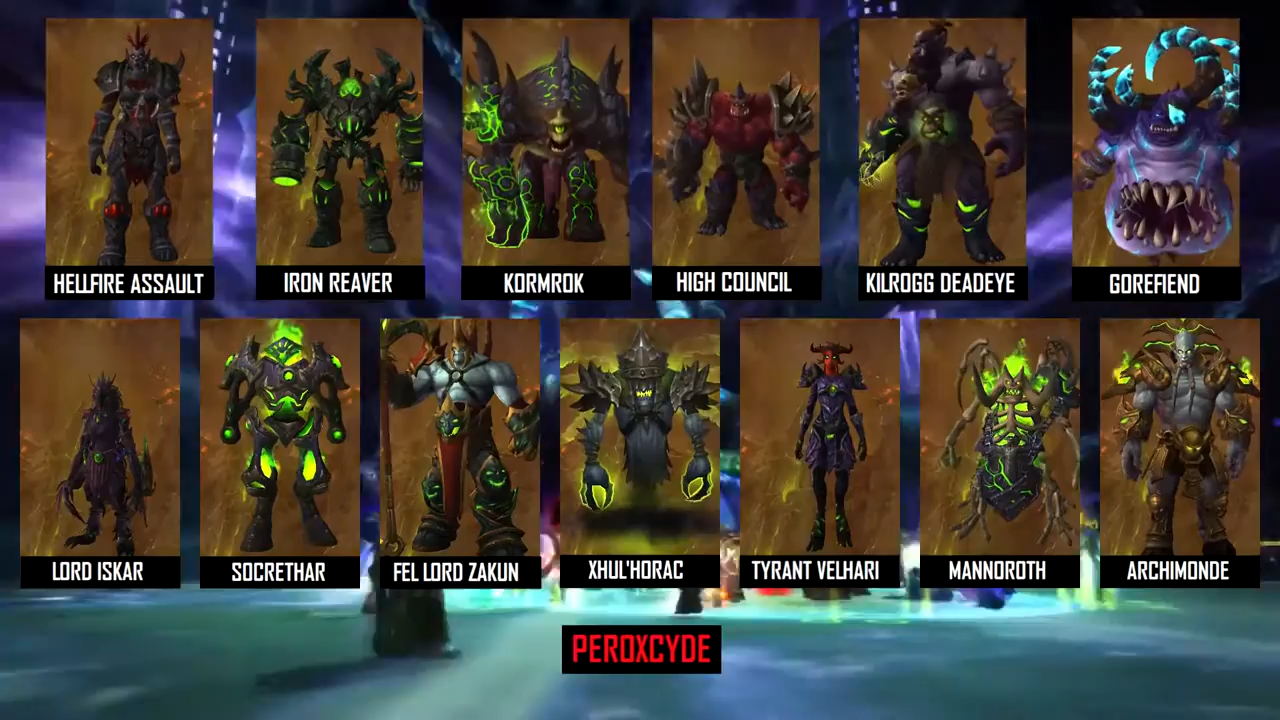 HELLFIRE ASSAULT
IRON REAVER
KORMROK
HIGH COUNCIL
KILROGG DEADEYE
GOREFIEND
LORD ISKAR
SOCRETHAR
FEL LORD ZAKUN
XHUL'HORAC
TYRANT VELHARI
MANNOROTH
ARCHIMONDE
PEROXCYDE